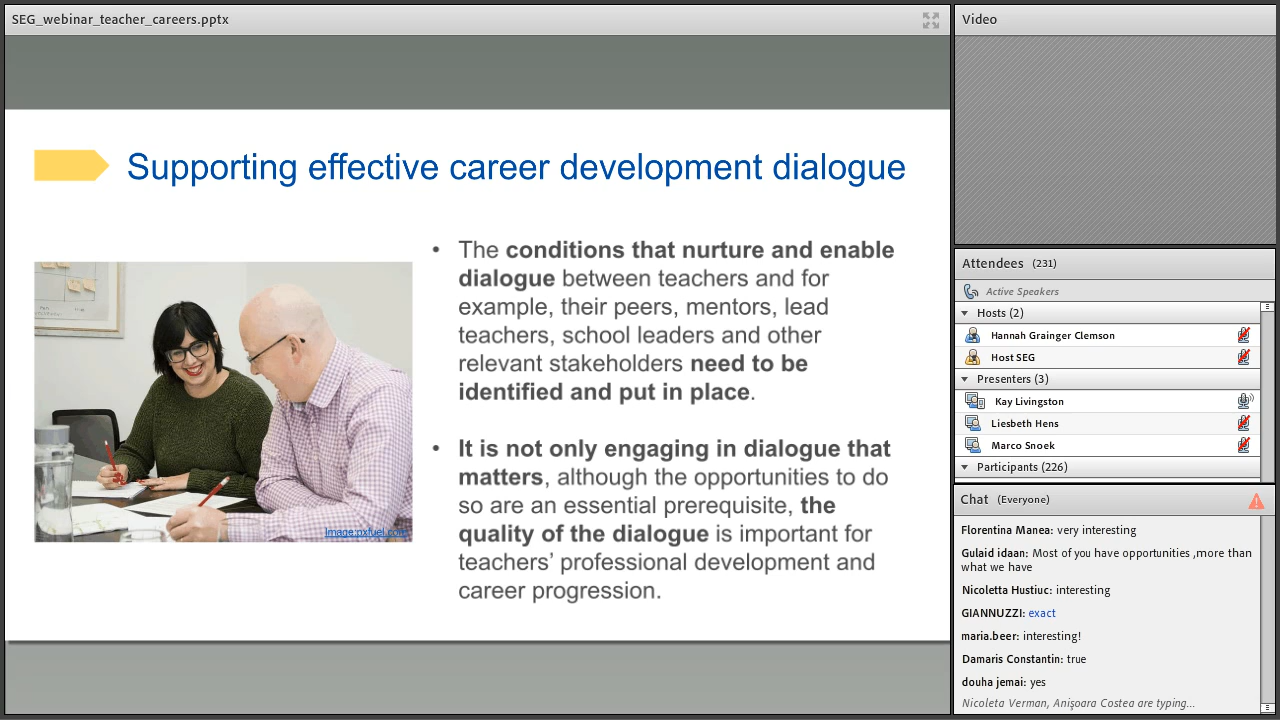 SEG_webinar_teacher_careers.pptx
Supporting effective career development dialogue
• The conditions that nurture and enable
dialogue between teachers and for
example, their peers, mentors, lead
teachers, school leaders and other
relevant stakeholders need to be
identified and put in place.
• It is not only engaging in dialogue that
matters, although the opportunities to do
so are an essential prerequisite, the
quality of the dialogue is important for
teachers’ professional development and
career progression.
Image:pxfuel.com
Video
Attendees (231)
Active Speakers
Hosts (2)
Hannah Grainger Clemson
Host SEG
Presenters (3)
Kay Livingston
Liesbeth Hens
Marco Snoek
Participants (226)
Chat (Everyone)
Florentina Manea: very interesting
Gulaid idaan: Most of you have opportunities ,more than
what we have
Nicoletta Hustiuc: interesting
GIANNUZZI: exact
maria.beer: interesting!
Damaris Constantin: true
douha jemai: yes
Nicoleta Verman, Anişoara Costea are typing...